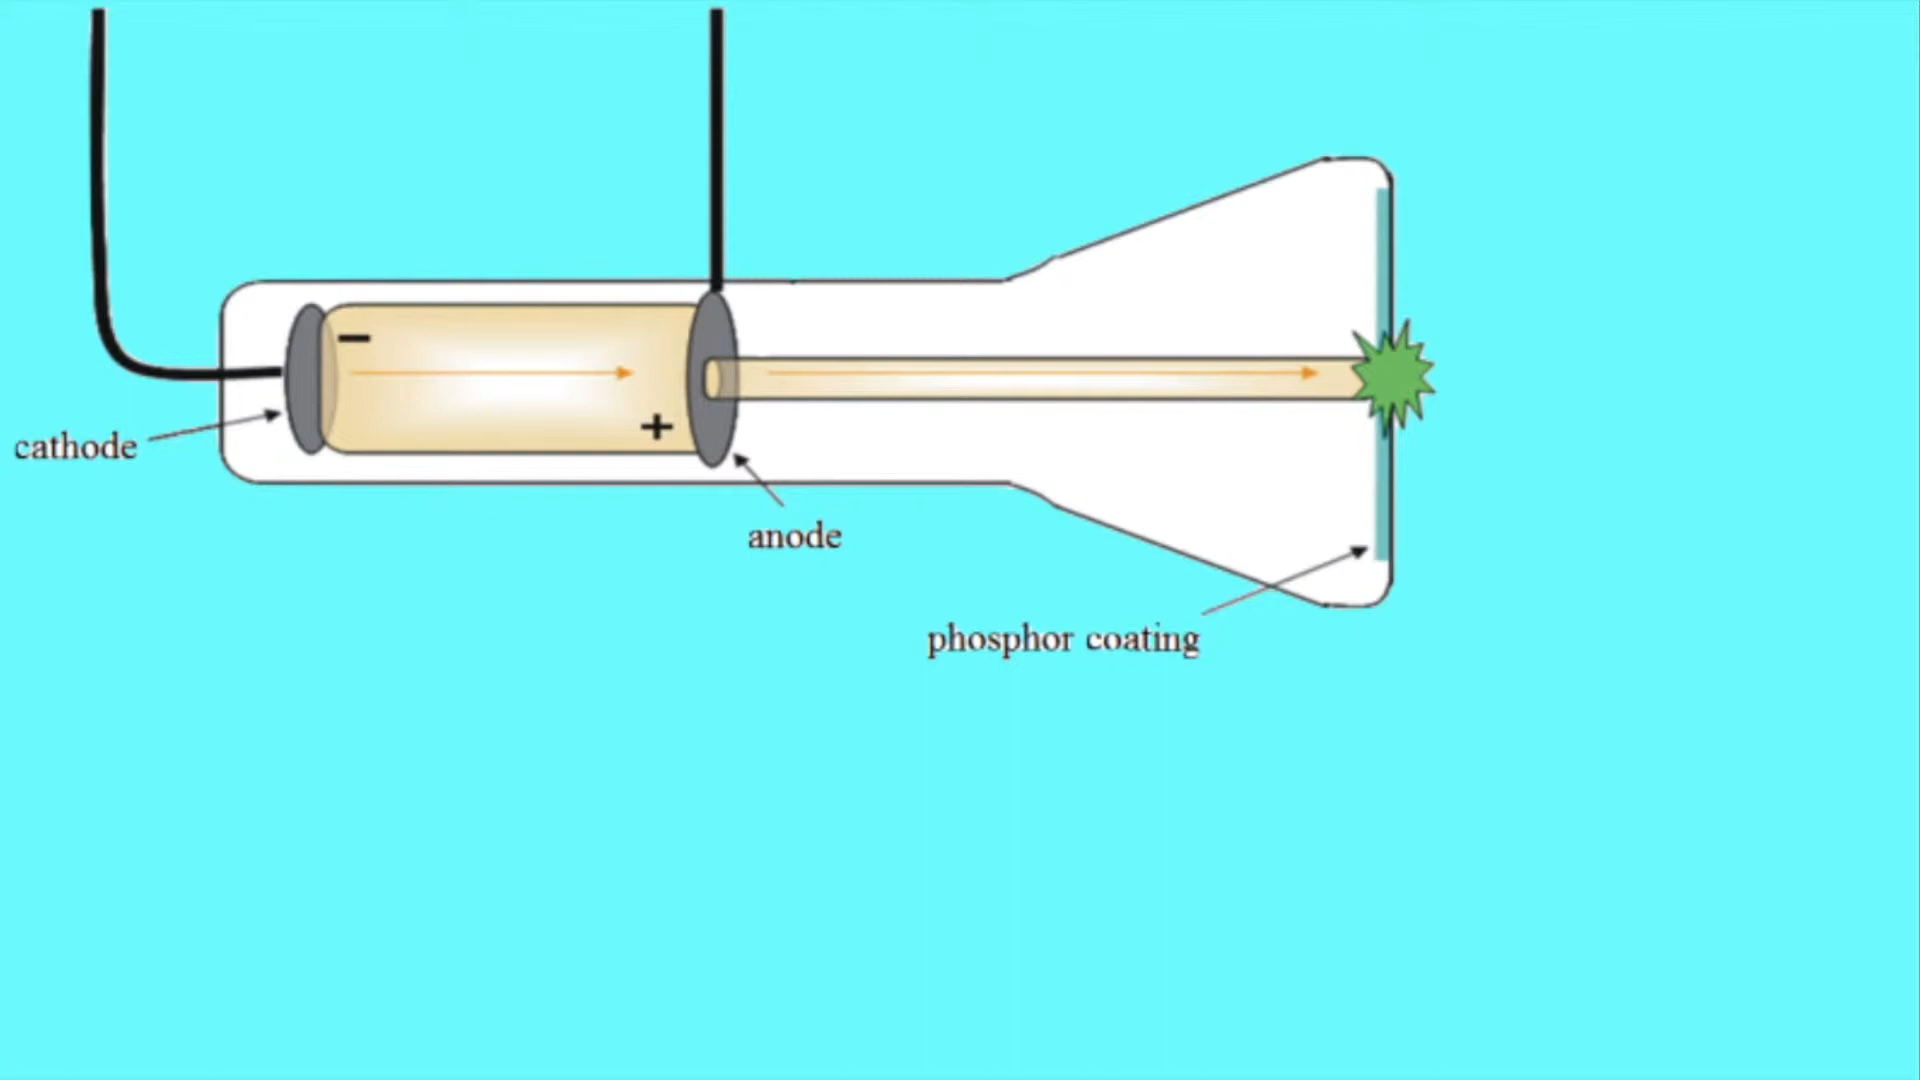 −
+
cathode
anode
phosphor coating